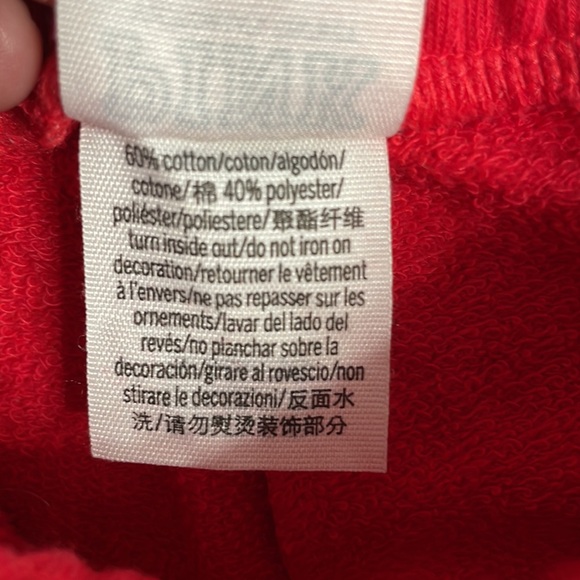 60% cotton/coton/algodón/
cotone/棉 40% polyester/
poliéster/poliestere/聚酯纤维
turn inside out/do not iron on
decoration/retourner le vêtement
à l'envers/ne pas repasser sur les
ornements/lavar del lado del
revés/no planchar sobre la
decoración/girare al rovescio/non
stirare le decorazioni/反面水
洗/请勿熨烫装饰部分